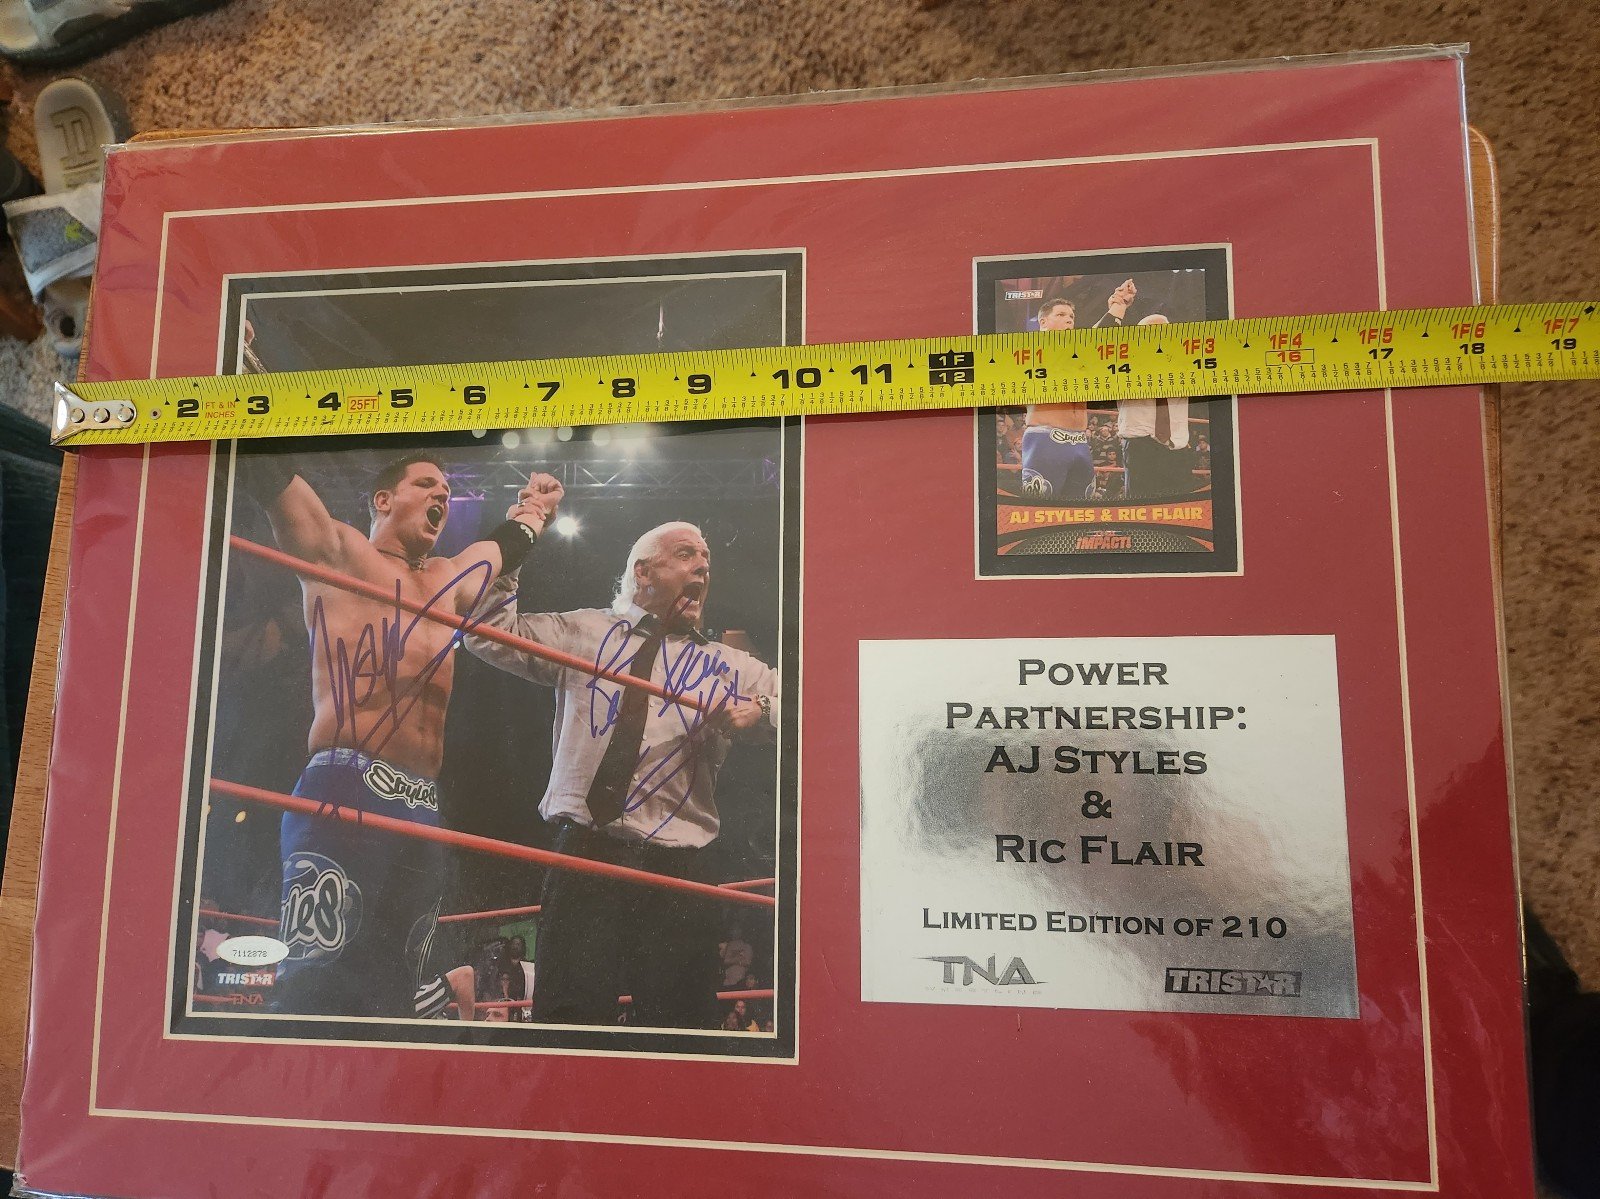 2 FT & IN INCHES 3 4 25FT 5 6 7 8 9 10 11 1F 12 1F1 13 1F2 14 1F3 15 1F4 16 1F5 17 1F6 18 1F7 19
TRISTAR
Styles
AJ STYLES & RIC FLAIR
IMPACT!
Styles
7112878
TRISTAR
TNA
POWER
PARTNERSHIP:
AJ STYLES
&
RIC FLAIR
LIMITED EDITION OF 210
TNA
WRESTLING
TRISTAR